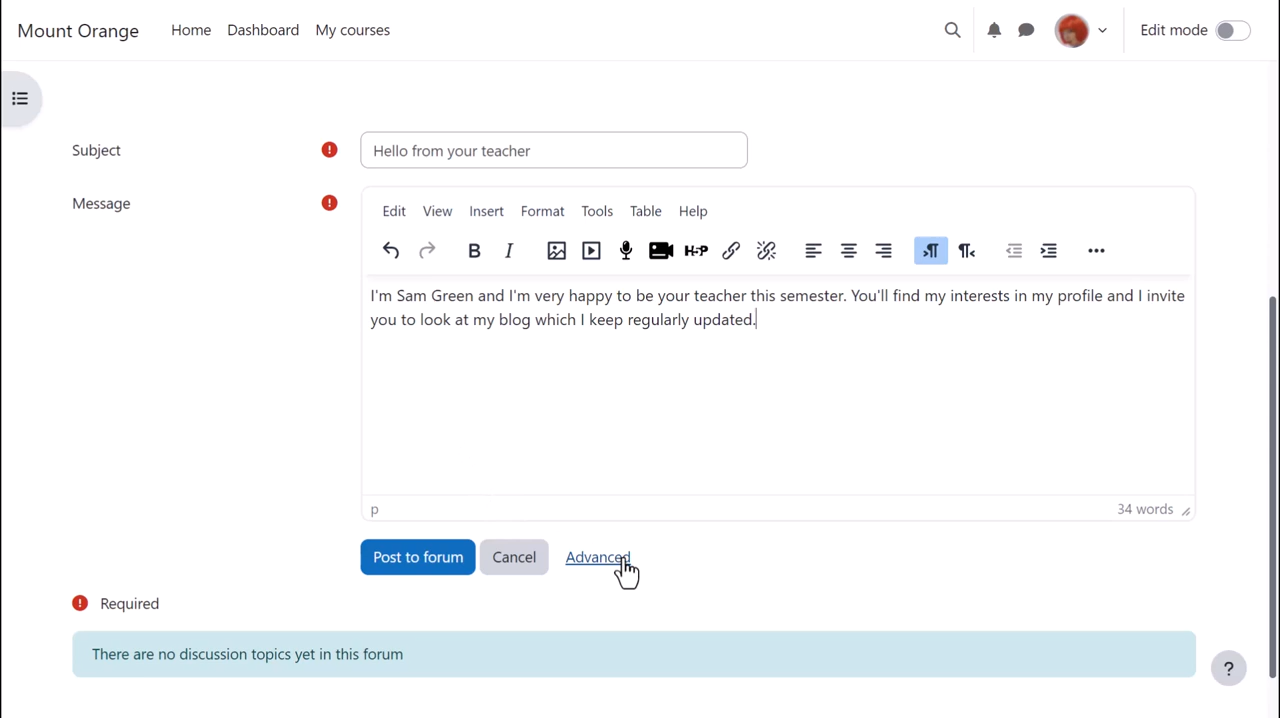 Mount Orange Home Dashboard My courses Edit mode
Subject Hello from your teacher
Message
Edit View Insert Format Tools Table Help
B I H-P
I'm Sam Green and I'm very happy to be your teacher this semester. You'll find my interests in my profile and I invite
you to look at my blog which I keep regularly updated.
p 34 words
Post to forum Cancel Advanced
Required
There are no discussion topics yet in this forum
?